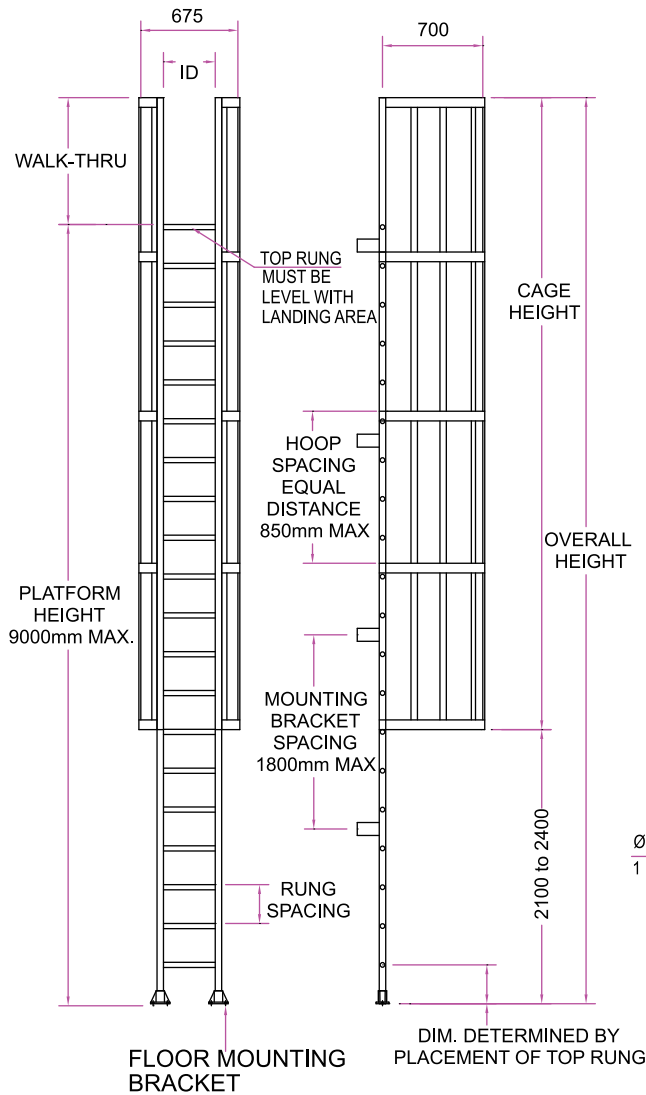 675
700
ID
WALK-THRU
TOP RUNG
MUST BE
LEVEL WITH
LANDING AREA
CAGE
HEIGHT
HOOP
SPACING
EQUAL
DISTANCE
850mm MAX
OVERALL
HEIGHT
PLATFORM
HEIGHT
9000mm MAX.
MOUNTING
BRACKET
SPACING
1800mm MAX
2100 to 2400
Ø
1
RUNG
SPACING
FLOOR MOUNTING
BRACKET
DIM. DETERMINED BY
PLACEMENT OF TOP RUNG